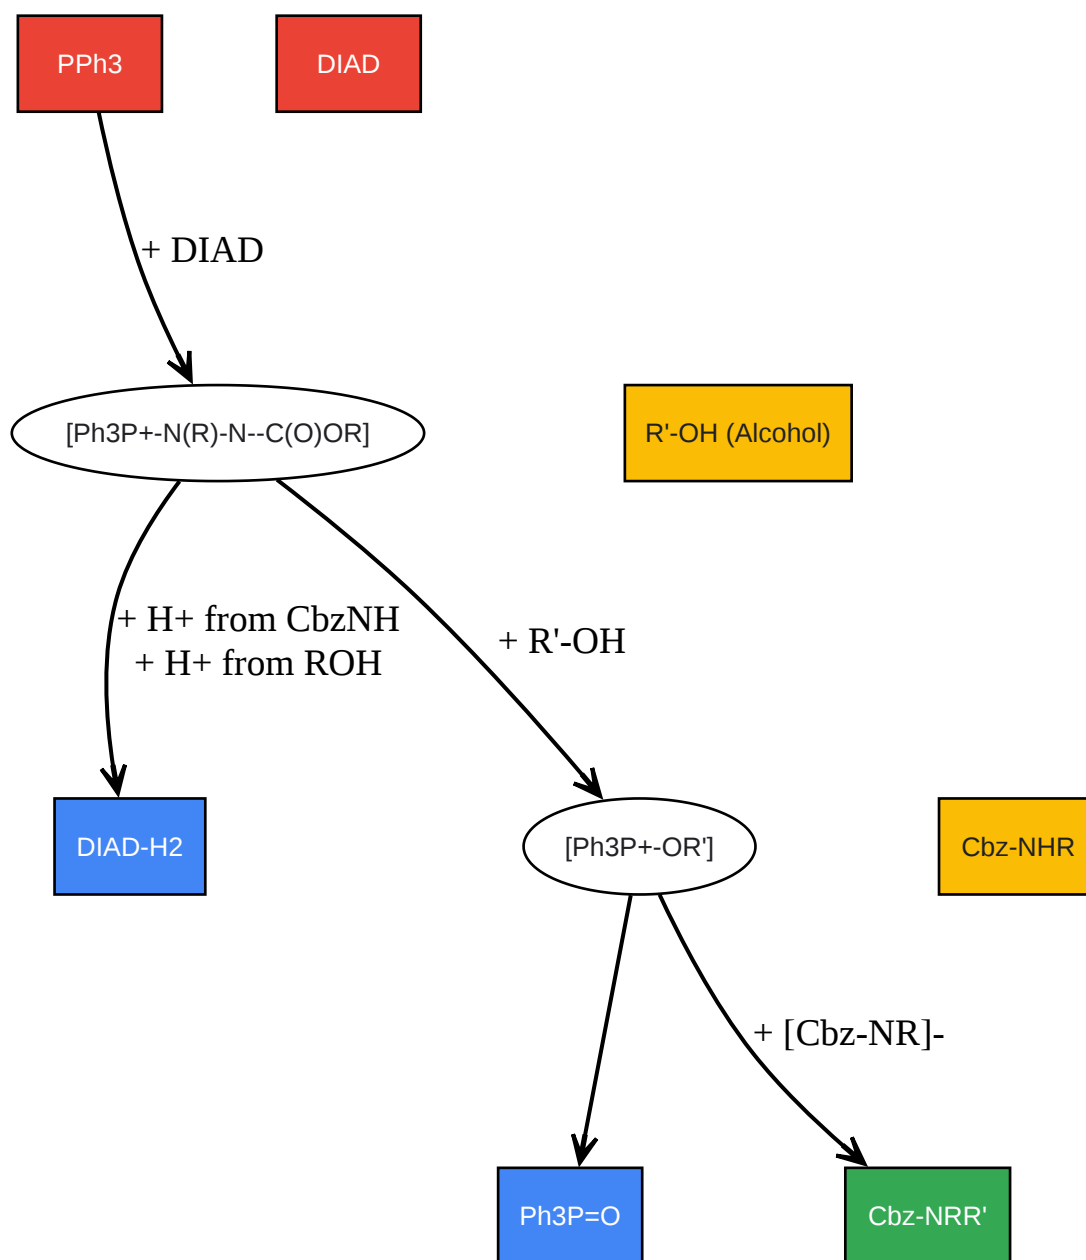 PPh3
DIAD
+ DIAD
[Ph3P+-N(R)-N--C(O)OR]
R'-OH (Alcohol)
+ H+ from CbzNH
+ H+ from ROH
+ R'-OH
DIAD-H2
[Ph3P+-OR']
Cbz-NHR
+ [Cbz-NR]-
Ph3P=O
Cbz-NRR'